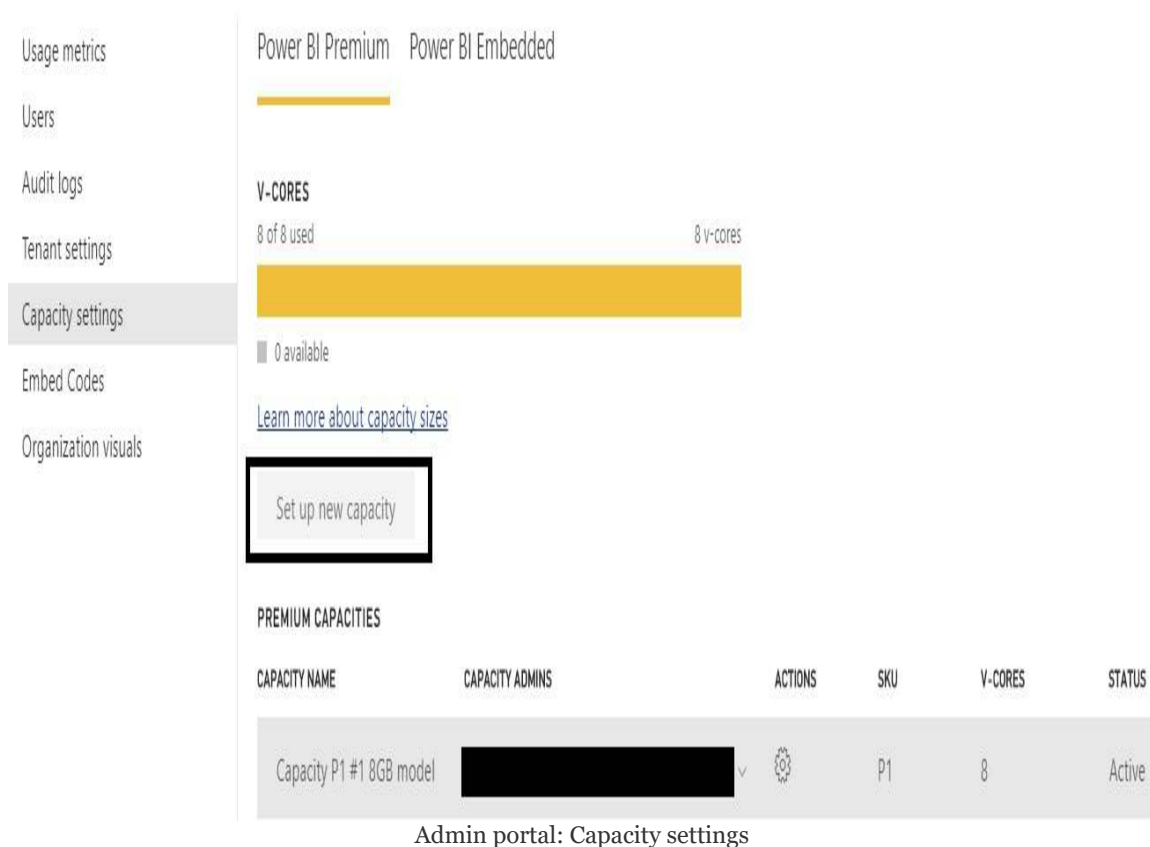 Usage metrics
Users
Audit logs
Tenant settings
Capacity settings
Embed Codes
Organization visuals
Power BI Premium Power BI Embedded
V-CORES
8 of 8 used 8 v-cores
0 available
Learn more about capacity sizes
Set up new capacity
PREMIUM CAPACITIES
CAPACITY NAME CAPACITY ADMINS ACTIONS SKU V-CORES STATUS
Capacity P1 #1 8GB model P1 8 Active
Admin portal: Capacity settings